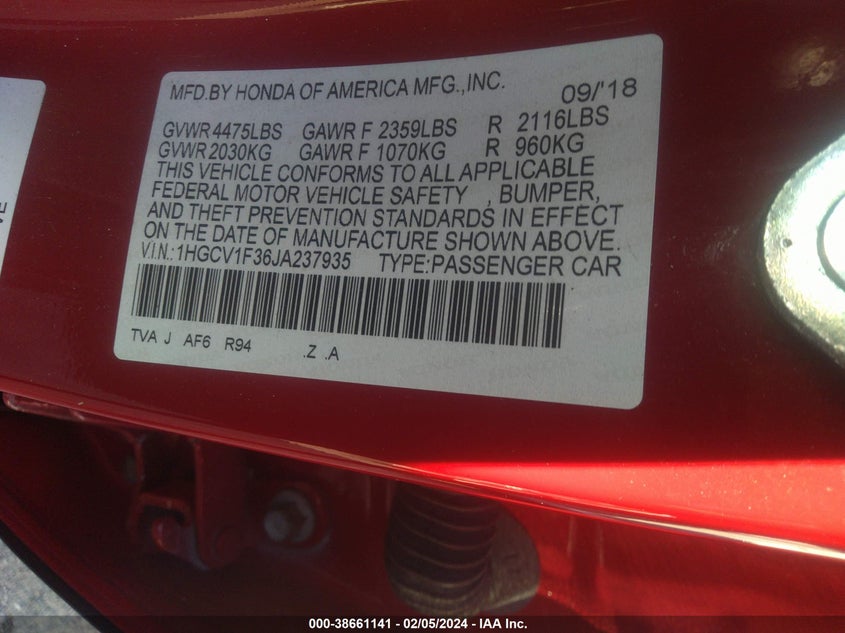 MFD.BY HONDA OF AMERICA MFG.,INC. 09/'18
GVWR 4475LBS GAWR F 2359LBS R 2116LBS
GVWR 2030KG GAWR F 1070KG R 960KG
THIS VEHICLE CONFORMS TO ALL APPLICABLE
FEDERAL MOTOR VEHICLE SAFETY , BUMPER,
AND THEFT PREVENTION STANDARDS IN EFFECT
ON THE DATE OF MANUFACTURE SHOWN ABOVE.
V.I.N.:1HGCV1F36JA237935 TYPE:PASSENGER CAR
TVA J AF6 R94 .Z .A
000-38661141 - 02/05/2024 - IAA Inc.